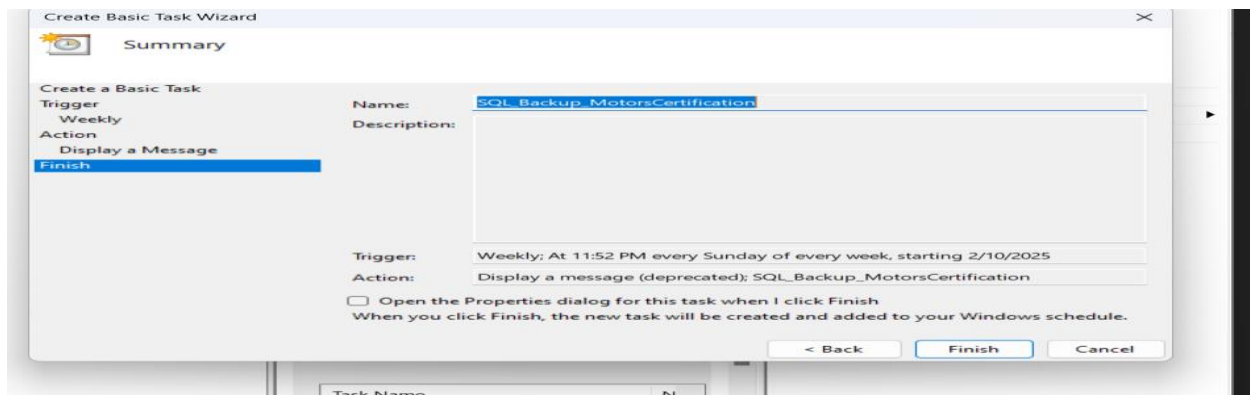 Create Basic Task Wizard
Summary
Create a Basic Task
Trigger
Weekly
Action
Display a Message
Finish
Name: SQL_Backup_MotorsCertification
Description:
Trigger: Weekly; At 11:52 PM every Sunday of every week, starting 2/10/2025
Action: Display a message (deprecated); SQL_Backup_MotorsCertification
Open the Properties dialog for this task when I click Finish
When you click Finish, the new task will be created and added to your Windows schedule.
< Back Finish Cancel
Task Name N